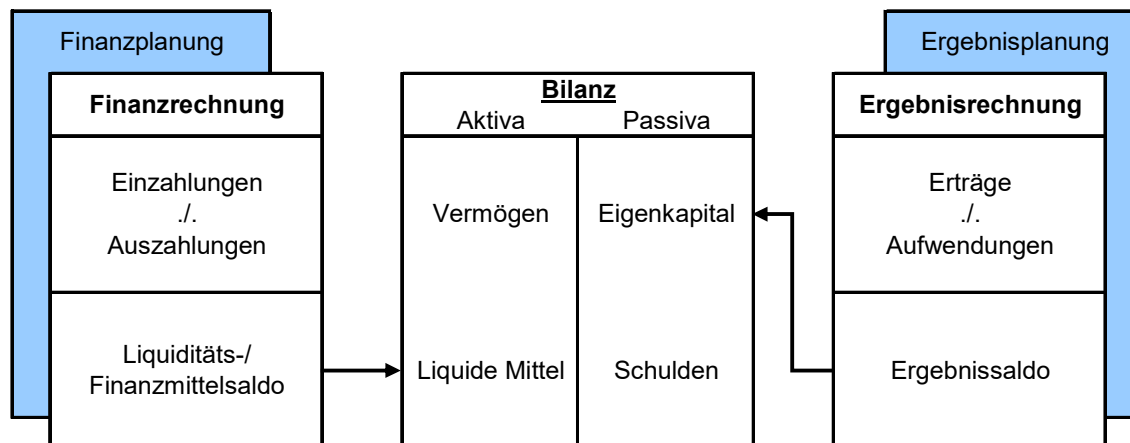 Finanzplanung
Finanzrechnung
Einzahlungen
./.
Auszahlungen
Liquiditäts-/
Finanzmittelsaldo
Bilanz
Aktiva Passiva
Vermögen Eigenkapital
Liquide Mittel Schulden
Ergebnisplanung
Ergebnisrechnung
Erträge
./.
Aufwendungen
Ergebnissaldo